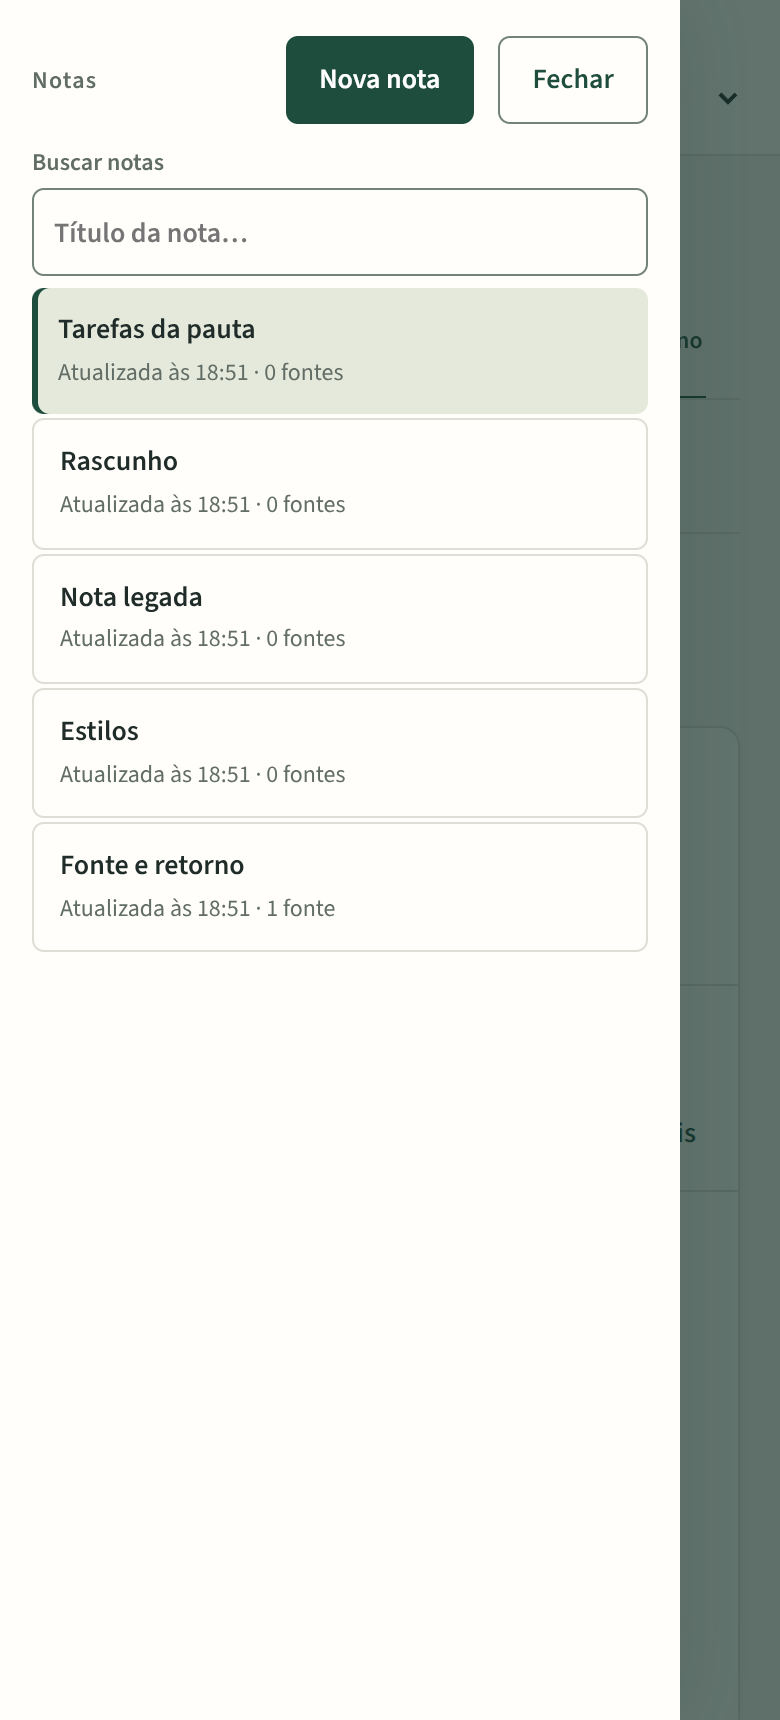 Notas
Nova nota
Fechar
Buscar notas
Título da nota...
Tarefas da pauta
Atualizada às 18:51 · 0 fontes
Rascunho
Atualizada às 18:51 · 0 fontes
Nota legada
Atualizada às 18:51 · 0 fontes
Estilos
Atualizada às 18:51 · 0 fontes
Fonte e retorno
Atualizada às 18:51 · 1 fonte